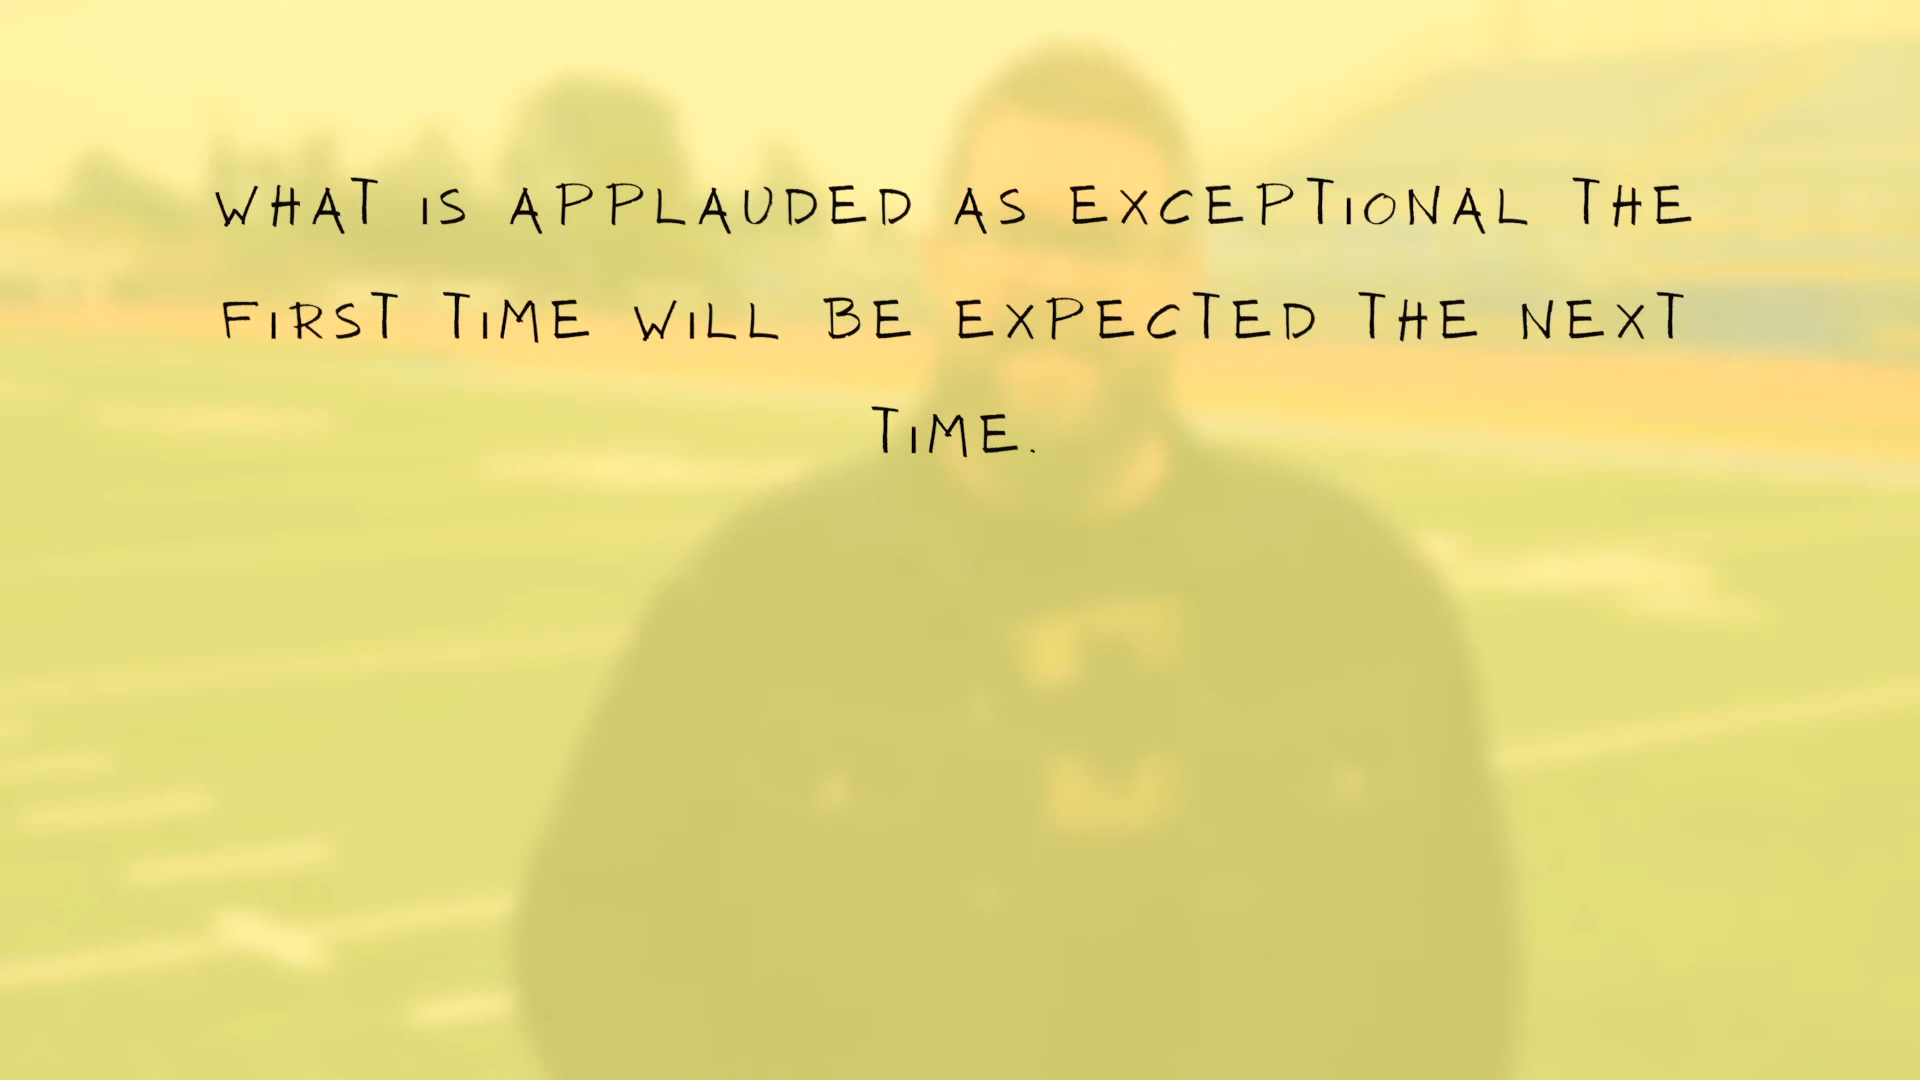 WHAT IS APPLAUDED AS EXCEPTIONAL THE
FIRST TIME WILL BE EXPECTED THE NEXT
TIME.